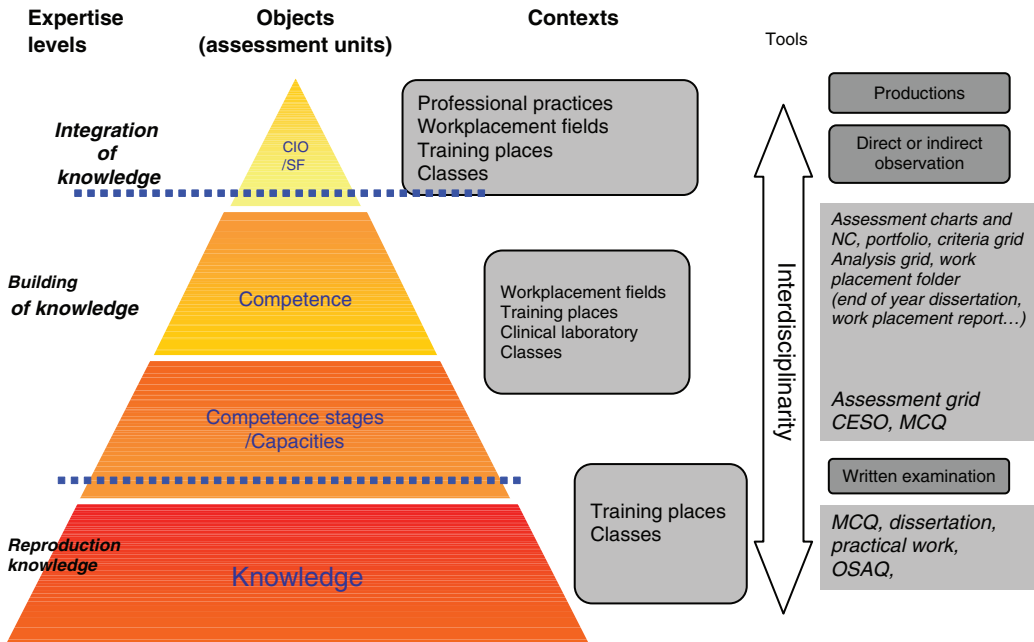 Expertise
levels
Objects
(assessment units)
Contexts
Tools
Integration
of
knowledge
CIO
/SF
Professional practices
Workplacement fields
Training places
Classes
Productions
Direct or indirect
observation
Building
of knowledge
Competence
Workplacement fields
Training places
Clinical laboratory
Classes
Interdisciplinarity
Assessment charts and
NC, portfolio, criteria grid
Analysis grid, work
placement folder
(end of year dissertation,
work placement report…)
Competence stages
/Capacities
Assessment grid
CESO, MCQ
Written examination
Reproduction
knowledge
Knowledge
Training places
Classes
MCQ, dissertation,
practical work,
OSAQ,